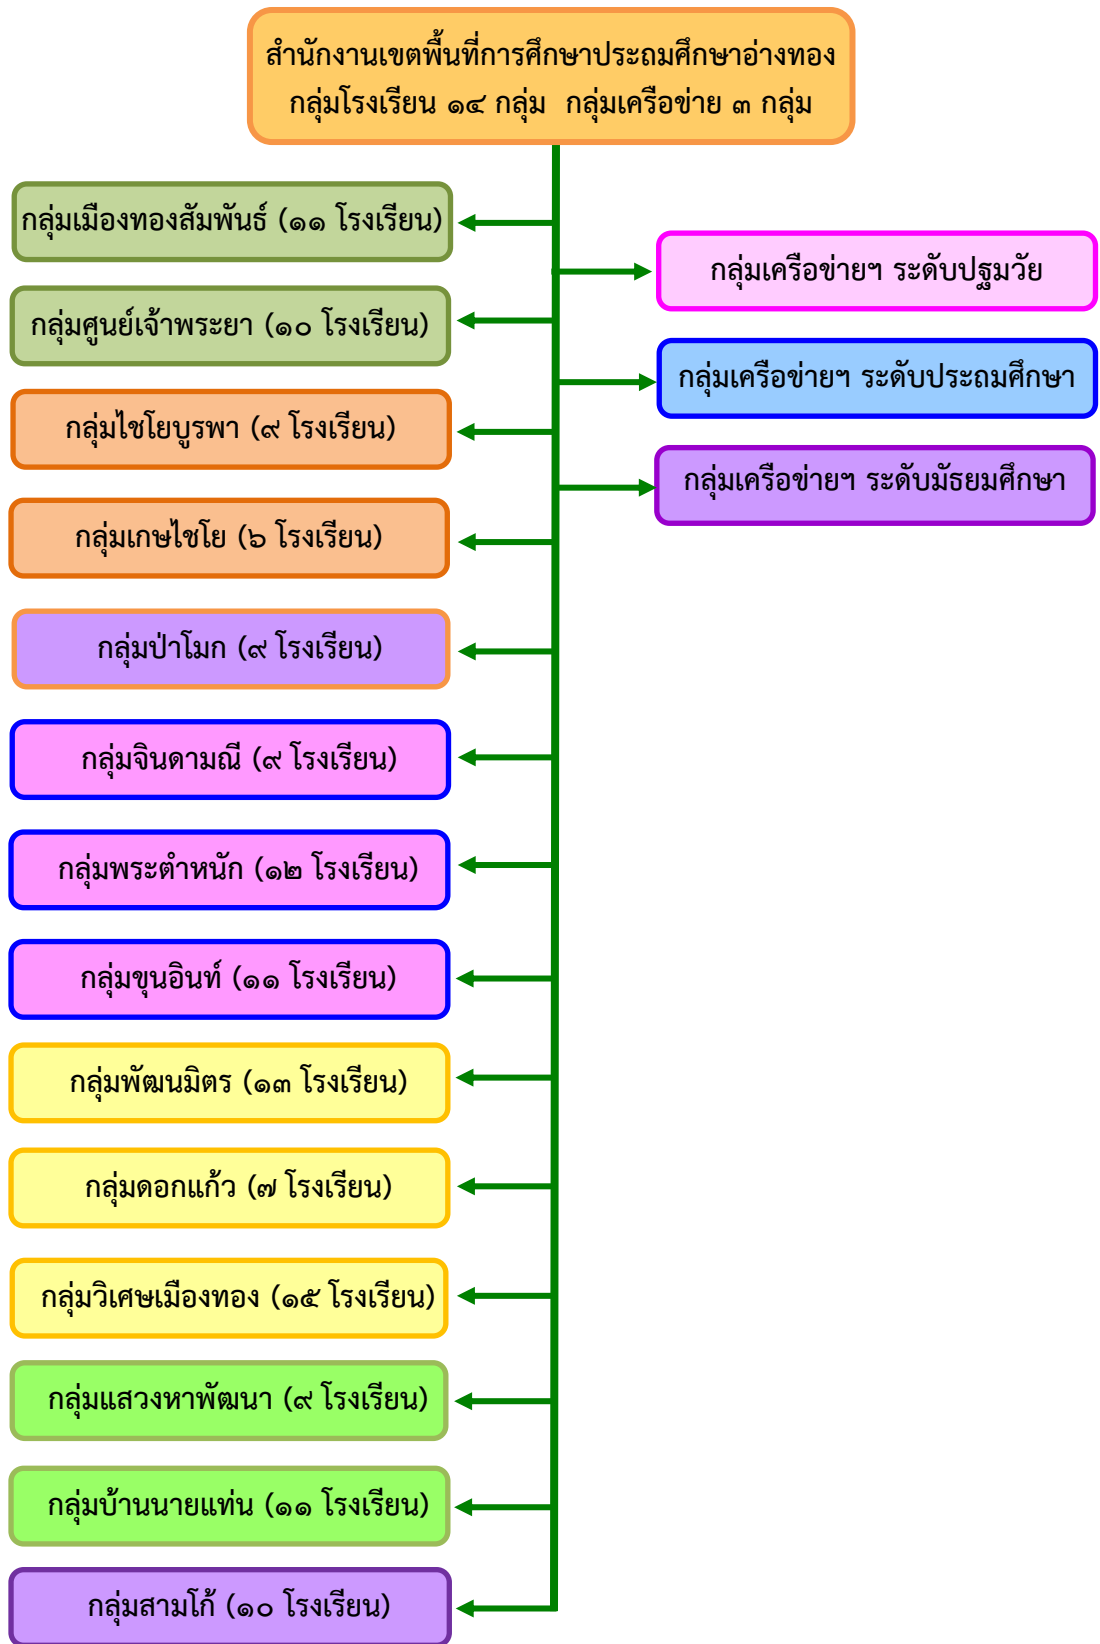 สำนักงานเขตพื้นที่การศึกษาประถมศึกษาอ่างทอง
กลุ่มโรงเรียน ๑๔ กลุ่ม กลุ่มเครือข่าย ๓ กลุ่ม
กลุ่มเมืองทองสัมพันธ์ (๑๑ โรงเรียน)
กลุ่มศูนย์เจ้าพระยา (๑๐ โรงเรียน)
กลุ่มไชโยบูรพา (๙ โรงเรียน)
กลุ่มเกษไชโย (๖ โรงเรียน)
กลุ่มป่าโมก (๙ โรงเรียน)
กลุ่มจินดามณี (๙ โรงเรียน)
กลุ่มพระตำหนัก (๑๒ โรงเรียน)
กลุ่มขุนอินท์ (๑๑ โรงเรียน)
กลุ่มพัฒนมิตร (๑๓ โรงเรียน)
กลุ่มดอกแก้ว (๗ โรงเรียน)
กลุ่มวิเศษเมืองทอง (๑๕ โรงเรียน)
กลุ่มแสวงหาพัฒนา (๙ โรงเรียน)
กลุ่มบ้านนายแท่น (๑๑ โรงเรียน)
กลุ่มสามโก้ (๑๐ โรงเรียน)
กลุ่มเครือข่ายฯ ระดับปฐมวัย
กลุ่มเครือข่ายฯ ระดับประถมศึกษา
กลุ่มเครือข่ายฯ ระดับมัธยมศึกษา